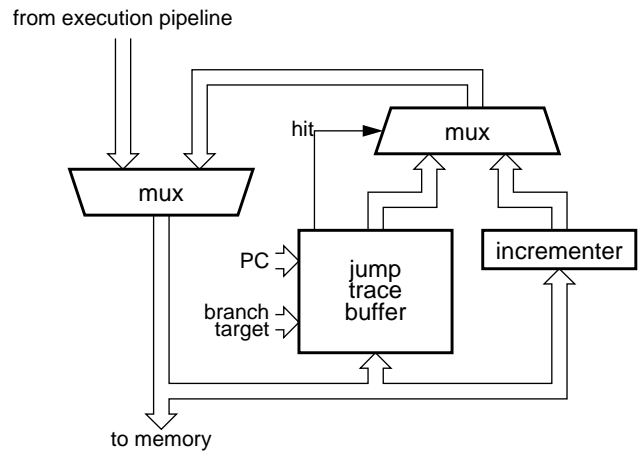 from execution pipeline
hit
mux
mux
PC
jump
trace
buffer
incrementer
branch
target
to memory